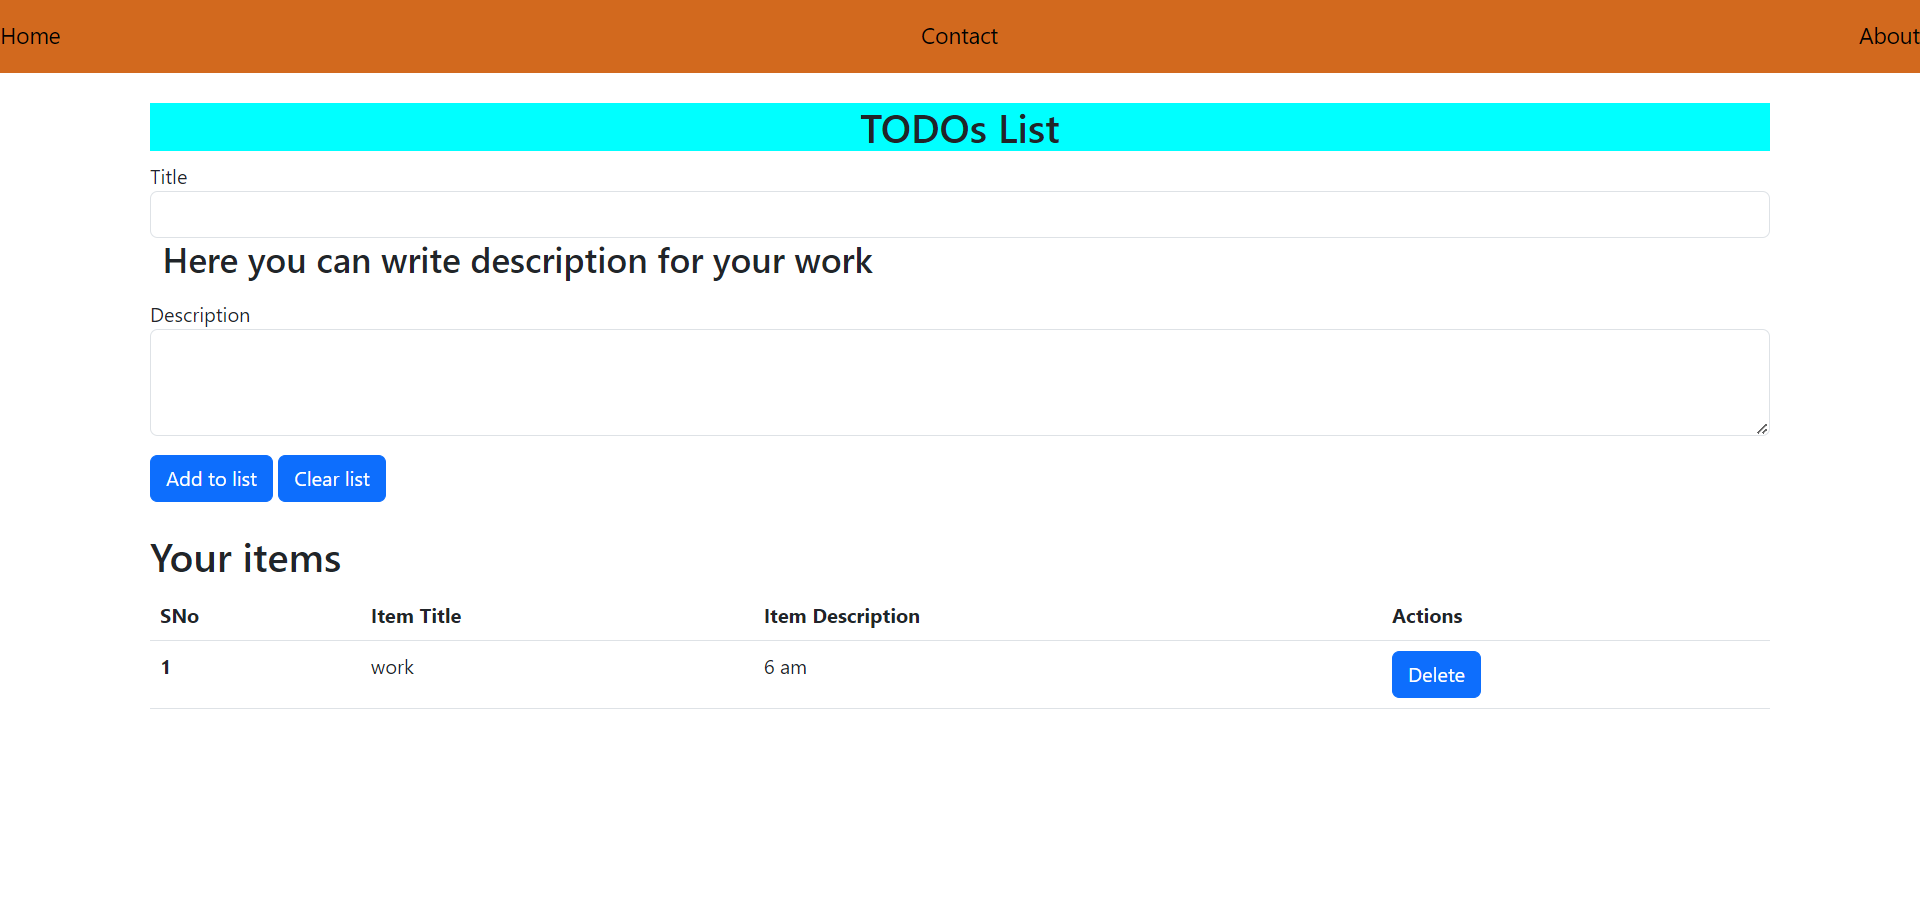 Home Contact About
TODOs List
Title
Here you can write description for your work
Description
Add to list Clear list
Your items
SNo Item Title Item Description Actions
1 work 6 am Delete